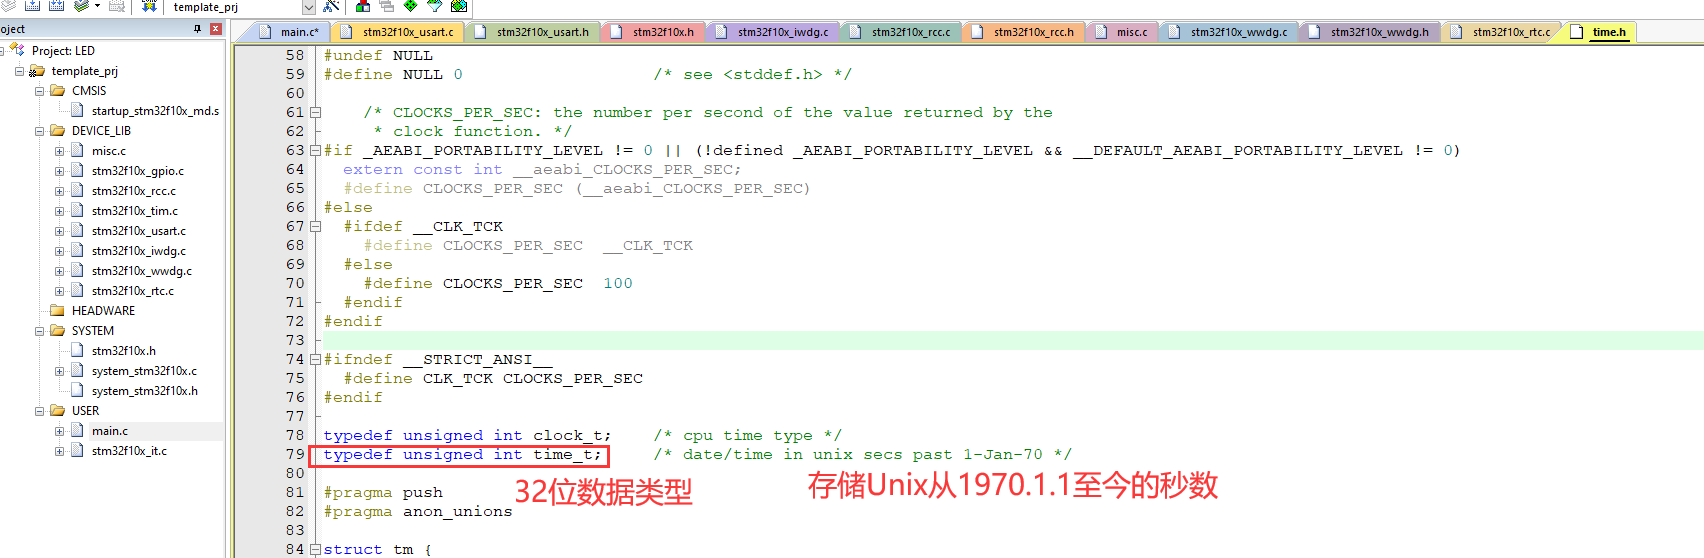 template_prj
oject
main.c*
stm32f10x_usart.c
stm32f10x_usart.h
stm32f10x.h
stm32f10x_iwdg.c
stm32f10x_rcc.c
stm32f10x_rcc.h
misc.c
stm32f10x_wwdg.c
stm32f10x_wwdg.h
stm32f10x_rtc.c
time.h
Project: LED
template_prj
CMSIS
startup_stm32f10x_md.s
DEVICE_LIB
misc.c
stm32f10x_gpio.c
stm32f10x_rcc.c
stm32f10x_tim.c
stm32f10x_usart.c
stm32f10x_iwdg.c
stm32f10x_wwdg.c
stm32f10x_rtc.c
HEADWARE
SYSTEM
stm32f10x.h
system_stm32f10x.c
system_stm32f10x.h
USER
main.c
stm32f10x_it.c
58 #undef NULL
59 #define NULL 0 /* see <stddef.h> */
60
61 /* CLOCKS_PER_SEC: the number per second of the value returned by the
62 * clock function. */
63 #if _AEABI_PORTABILITY_LEVEL != 0 || (!defined _AEABI_PORTABILITY_LEVEL && __DEFAULT_AEABI_PORTABILITY_LEVEL != 0)
64 extern const int __aeabi_CLOCKS_PER_SEC;
65 #define CLOCKS_PER_SEC (__aeabi_CLOCKS_PER_SEC)
66 #else
67 #ifdef __CLK_TCK
68 #define CLOCKS_PER_SEC __CLK_TCK
69 #else
70 #define CLOCKS_PER_SEC 100
71 #endif
72 #endif
73
74 #ifndef __STRICT_ANSI__
75 #define CLK_TCK CLOCKS_PER_SEC
76 #endif
77
78 typedef unsigned int clock_t; /* cpu time type */
79 typedef unsigned int time_t; /* date/time in unix secs past 1-Jan-70 */
80
32位数据类型
存储Unix从1970.1.1至今的秒数
81 #pragma push
82 #pragma anon_unions
83
84 struct tm {